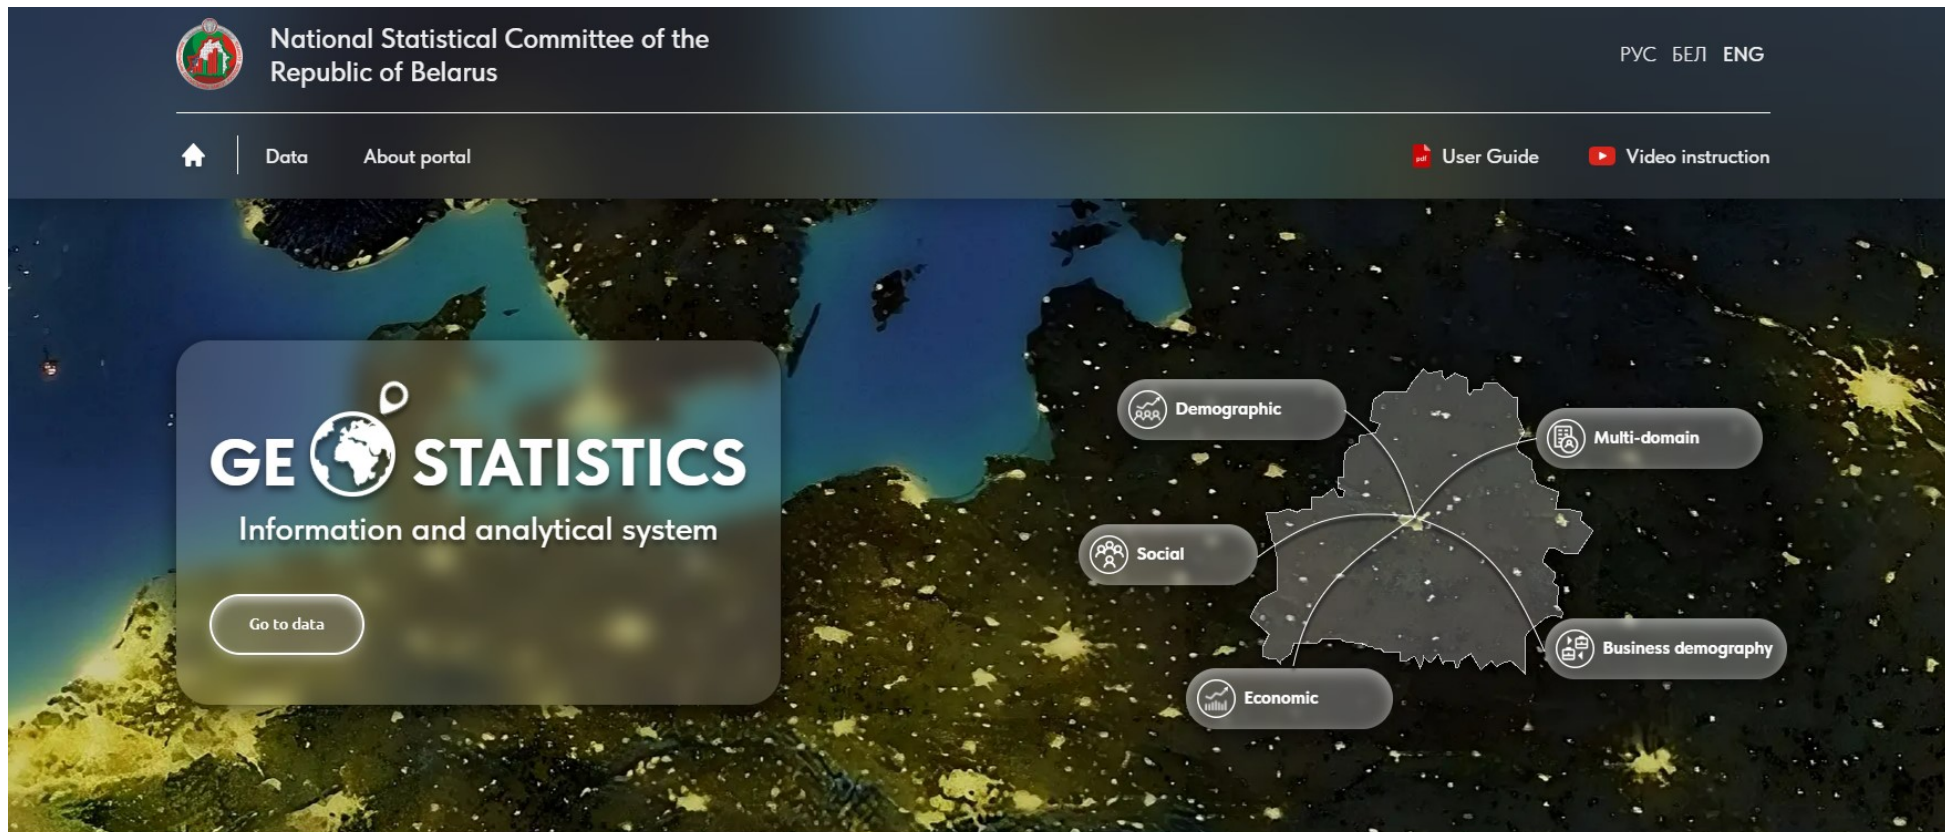 National Statistical Committee of the
Republic of Belarus
РУС БЕЛ ENG
Data About portal
pdf User Guide Video instruction
GE STATISTICS
Information and analytical system
Go to data
Demographic
Multi-domain
Social
Business demography
Economic